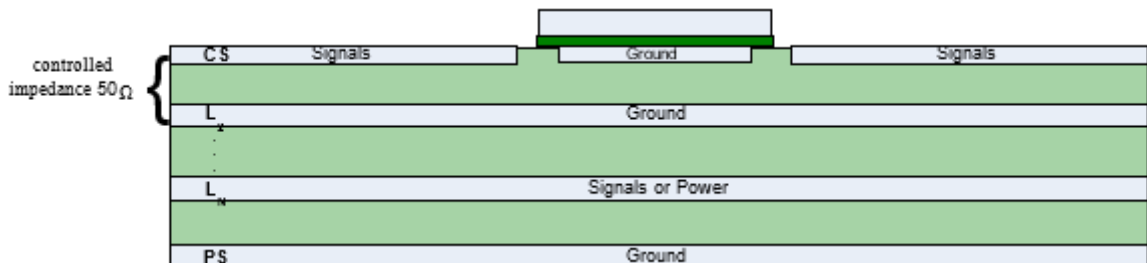 CS Signals Ground Signals
controlled
impedance 50Ω
L Ground
L N Signals or Power
PS Ground